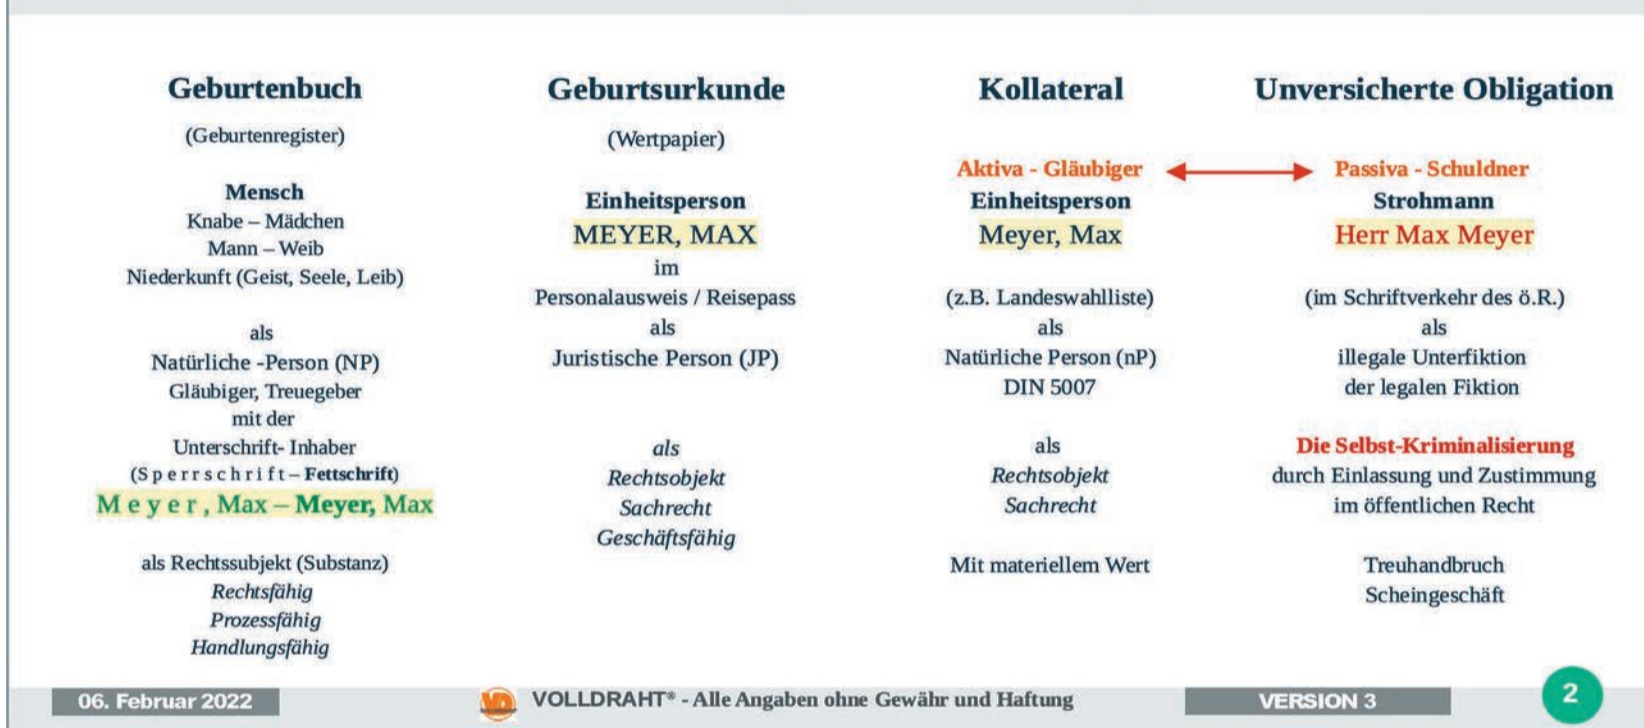 Geburtenbuch
(Geburtenregister)
Mensch
Knabe – Mädchen
Mann – Weib
Niederkunft (Geist, Seele, Leib)
als
Natürliche -Person (NP)
Gläubiger, Treuegeber
mit der
Unterschrift- Inhaber
(S p e r r s c h r i f t – Fettschrift)
M e y e r , Max – Meyer, Max
als Rechtssubjekt (Substanz)
Rechtsfähig
Prozessfähig
Handlungsfähig
Geburtsurkunde
(Wertpapier)
Einheitsperson
MEYER, MAX
im
Personalausweis / Reisepass
als
Juristische Person (JP)
als
Rechtsobjekt
Sachrecht
Geschäftsfähig
Kollateral
Aktiva - Gläubiger
Einheitsperson
Meyer, Max
(z.B. Landeswahlliste)
als
Natürliche Person (nP)
DIN 5007
als
Rechtsobjekt
Sachrecht
Mit materiellem Wert
Unversicherte Obligation
Passiva - Schuldner
Strohmann
Herr Max Meyer
(im Schriftverkehr des ö.R.)
als
illegale Unterfiktion
der legalen Fiktion
Die Selbst-Kriminalisierung
durch Einlassung und Zustimmung
im öffentlichen Recht
Treuhandbruch
Scheingeschäft
06. Februar 2022
VD
VOLLDRAHT
VOLLDRAHT® - Alle Angaben ohne Gewähr und Haftung
VERSION 3
2